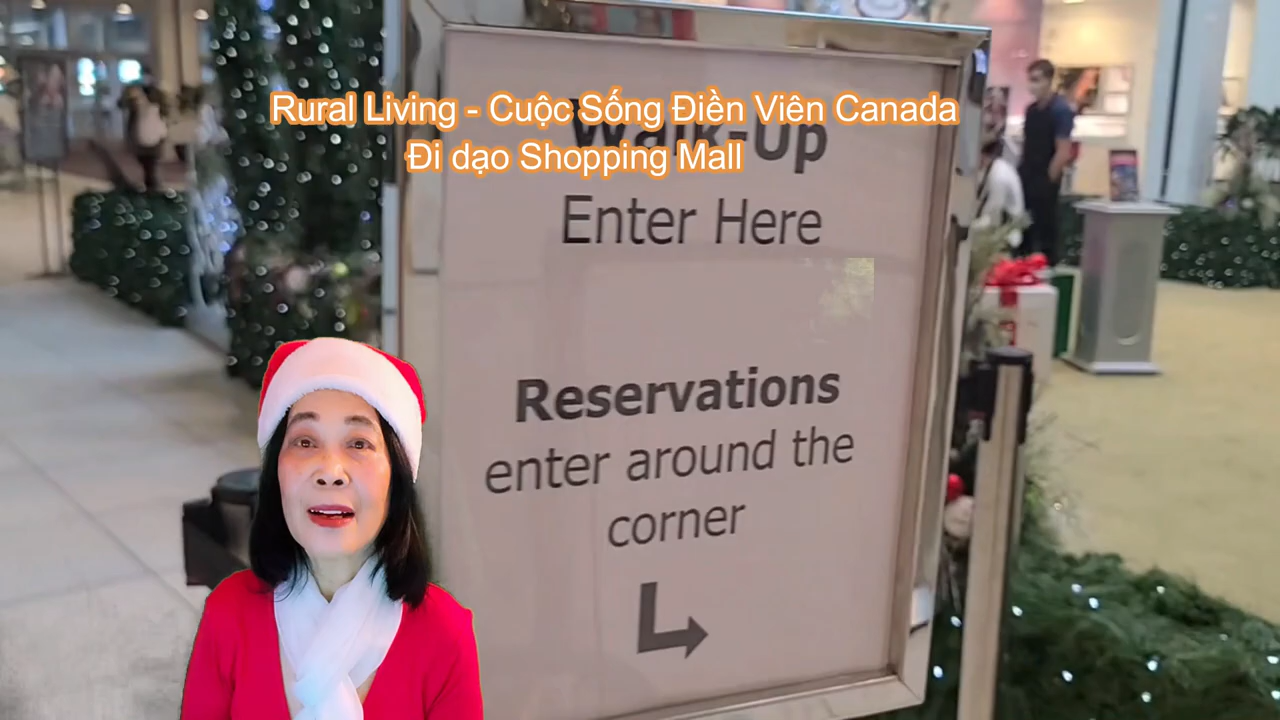 Rural Living - Cuộc Sống Điền Viên Canada
Đi dạo Shopping Mall
Walk-Up
Enter Here
Reservations
enter around the
corner